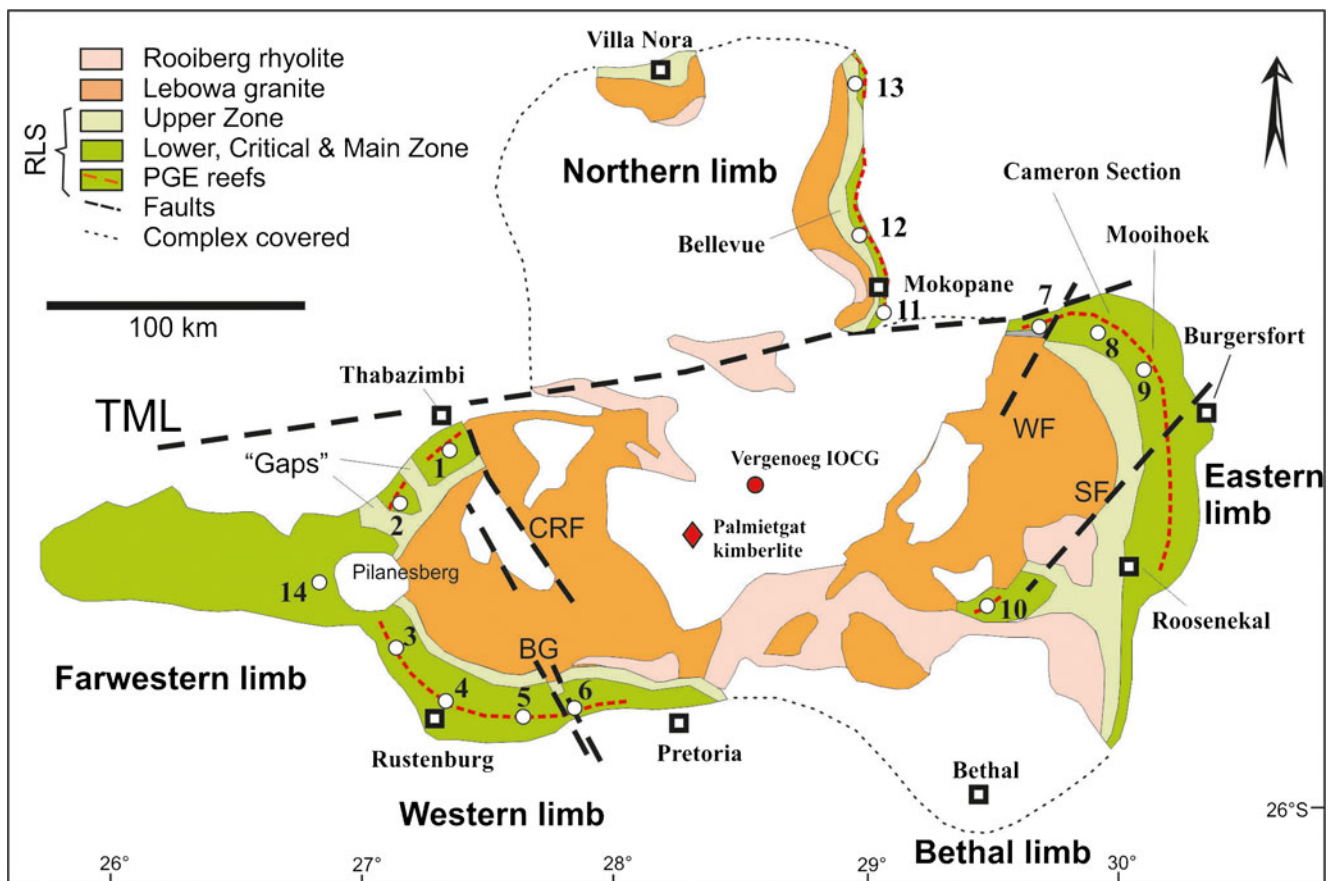 Rooiberg rhyolite
Lebowa granite
Upper Zone
Lower, Critical & Main Zone
PGE reefs
RLS
Faults
Complex covered
100 km
Villa Nora
13
Northern limb
Cameron Section
Bellevue
12
Mooihoek
Mokopane
11
7
8
Burgersfort
9
Thabazimbi
TML
"Gaps"
1
WF
Vergenoeg IOCG
SF
Eastern
limb
2
CRF
Palmietgat
kimberlite
Pilanesberg
14
10
Roosenekal
3
BG
Farwestern limb
4
5
6
Rustenburg
Pretoria
Bethal
Western limb
26°S
Bethal limb
26°
27°
28°
29°
30°